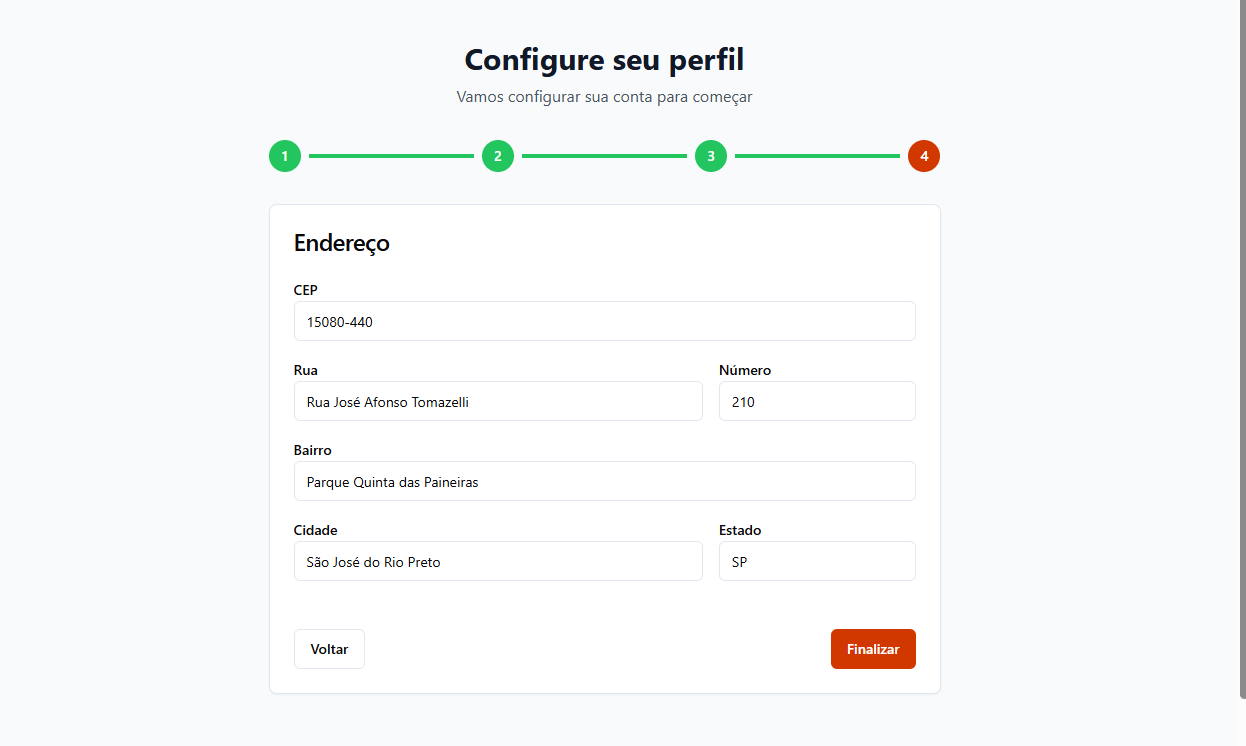 Configure seu perfil
Vamos configurar sua conta para começar
1 2 3 4
Endereço
CEP
15080-440
Rua Número
Rua José Afonso Tomazelli 210
Bairro
Parque Quinta das Paineiras
Cidade Estado
São José do Rio Preto SP
Voltar Finalizar